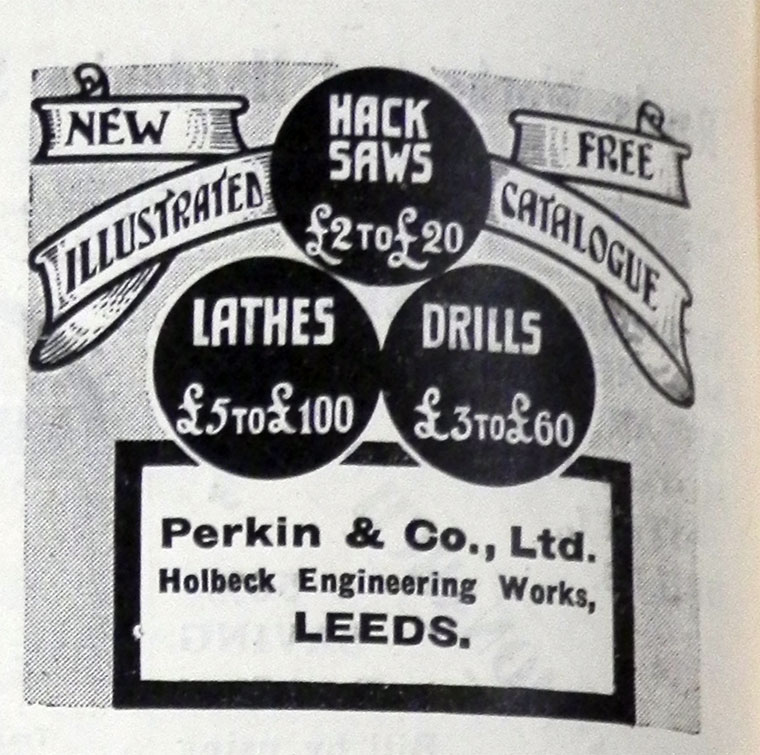 NEW
ILLUSTRATED
HACK
SAWS
£2 TO £20
FREE
CATALOGUE
LATHES
£5 TO £100
DRILLS
£3 TO £60
Perkin & Co., Ltd.
Holbeck Engineering Works,
LEEDS.